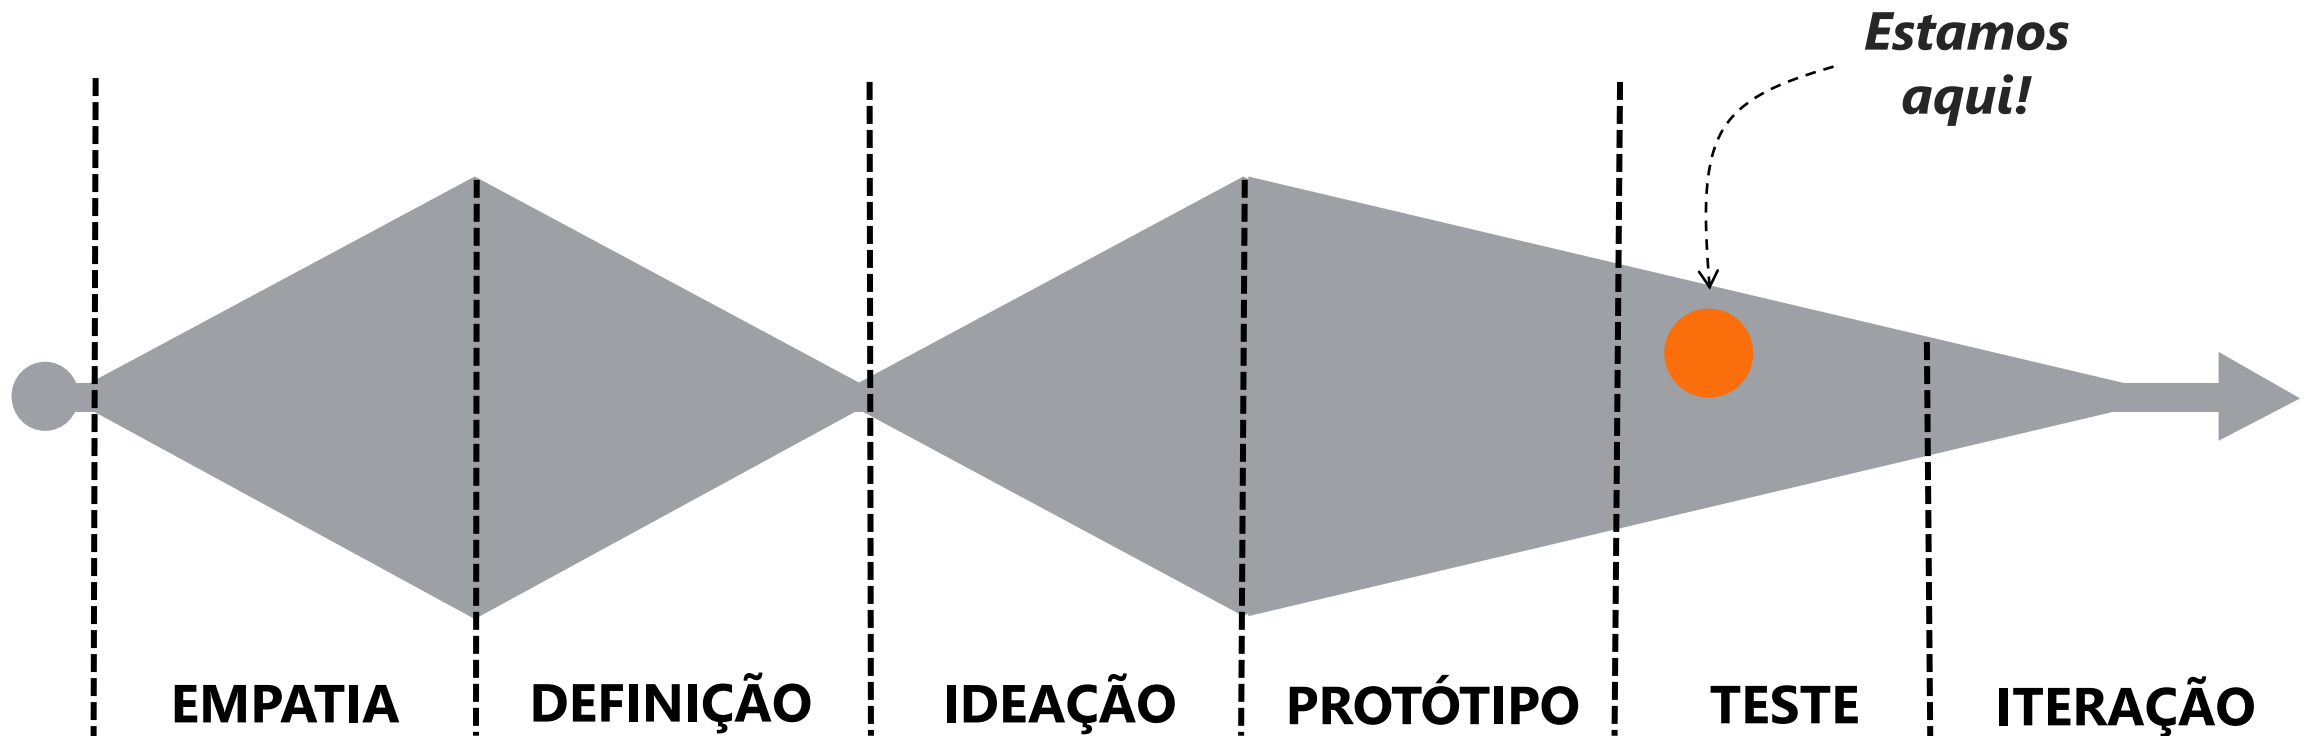 Estamos
aqui!
EMPATIA
DEFINIÇÃO
IDEAÇÃO
PROTÓTIPO
TESTE
ITERAÇÃO